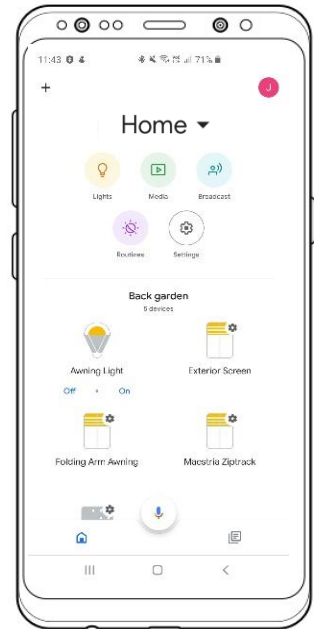 11:43
71%
+
J
Home
Lights
Media
Broadcast
Routines
Settings
Back garden
5 devices
Awning Light
Exterior Screen
Off
On
Folding Arm Awning
Macstria Ziptrack